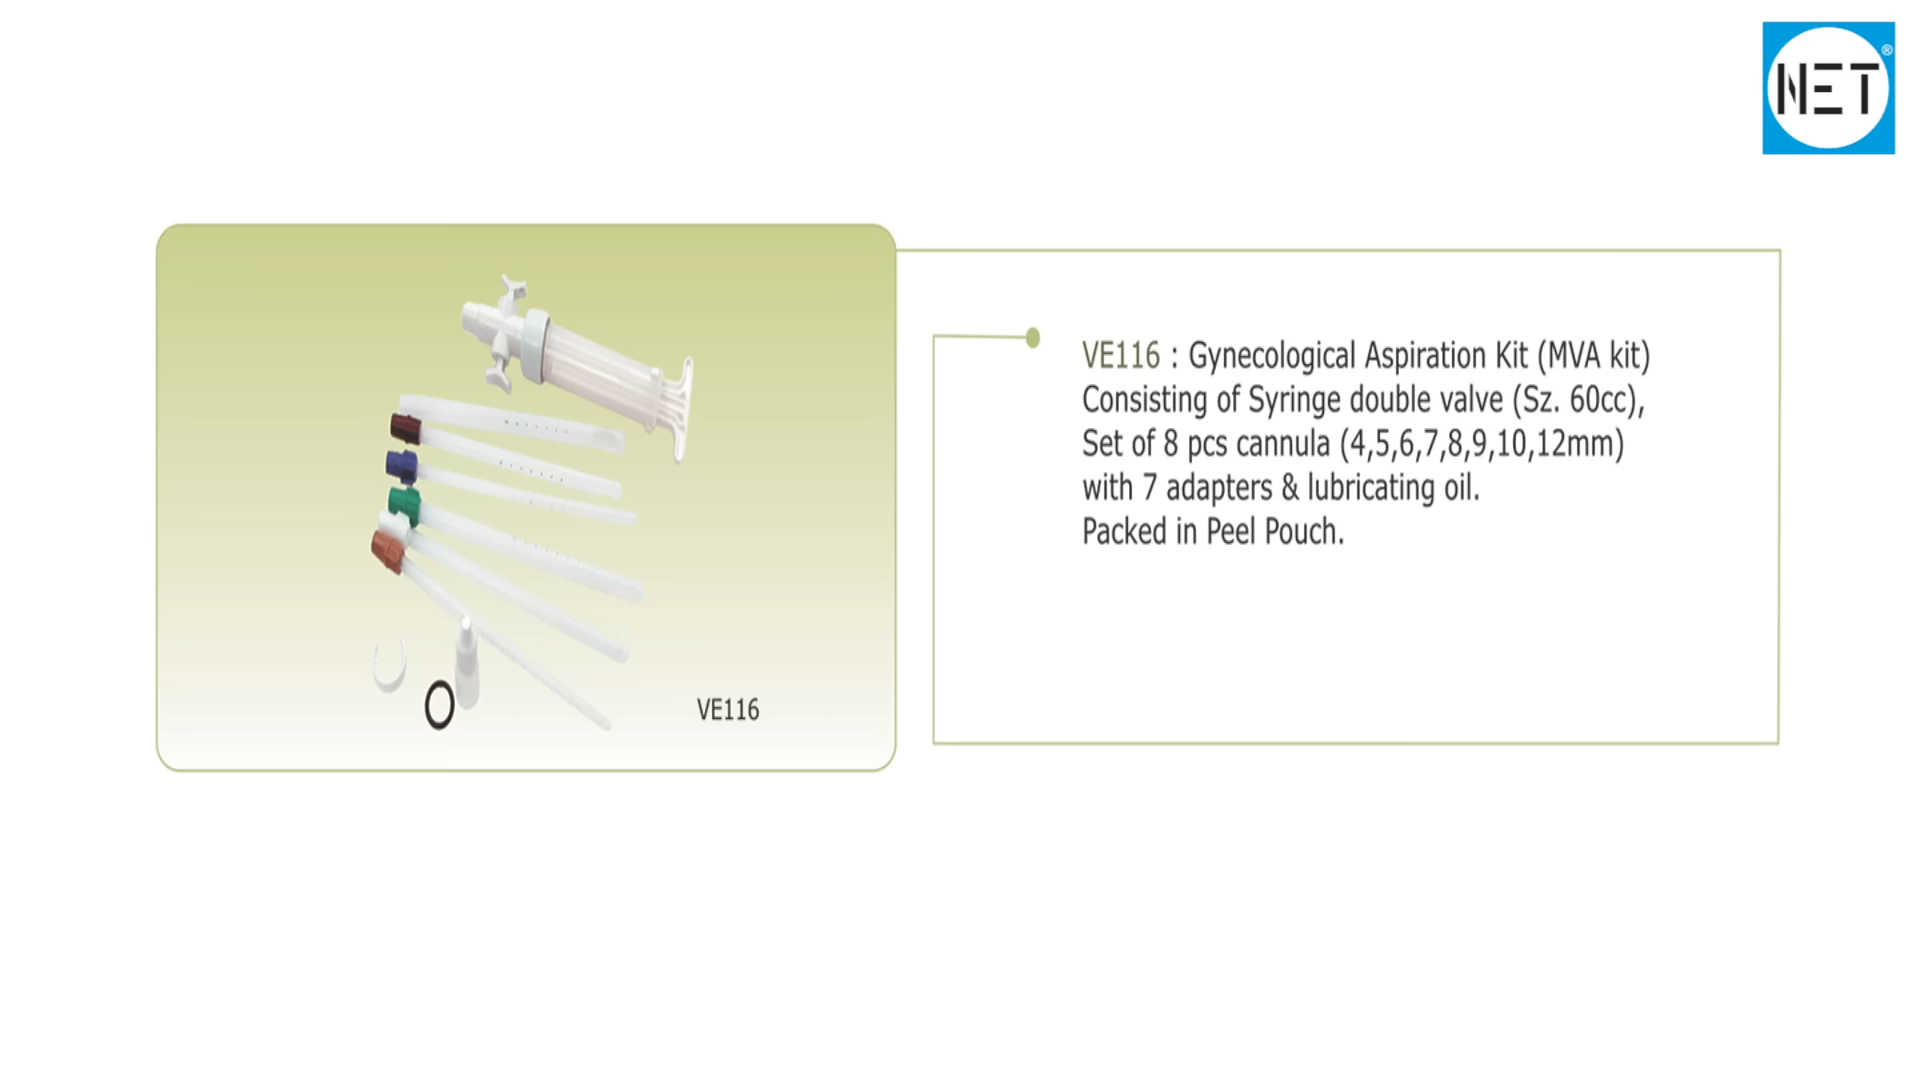 NET®
VE116
VE116 : Gynecological Aspiration Kit (MVA kit)
Consisting of Syringe double valve (Sz. 60cc),
Set of 8 pcs cannula (4,5,6,7,8,9,10,12mm)
with 7 adapters & lubricating oil.
Packed in Peel Pouch.